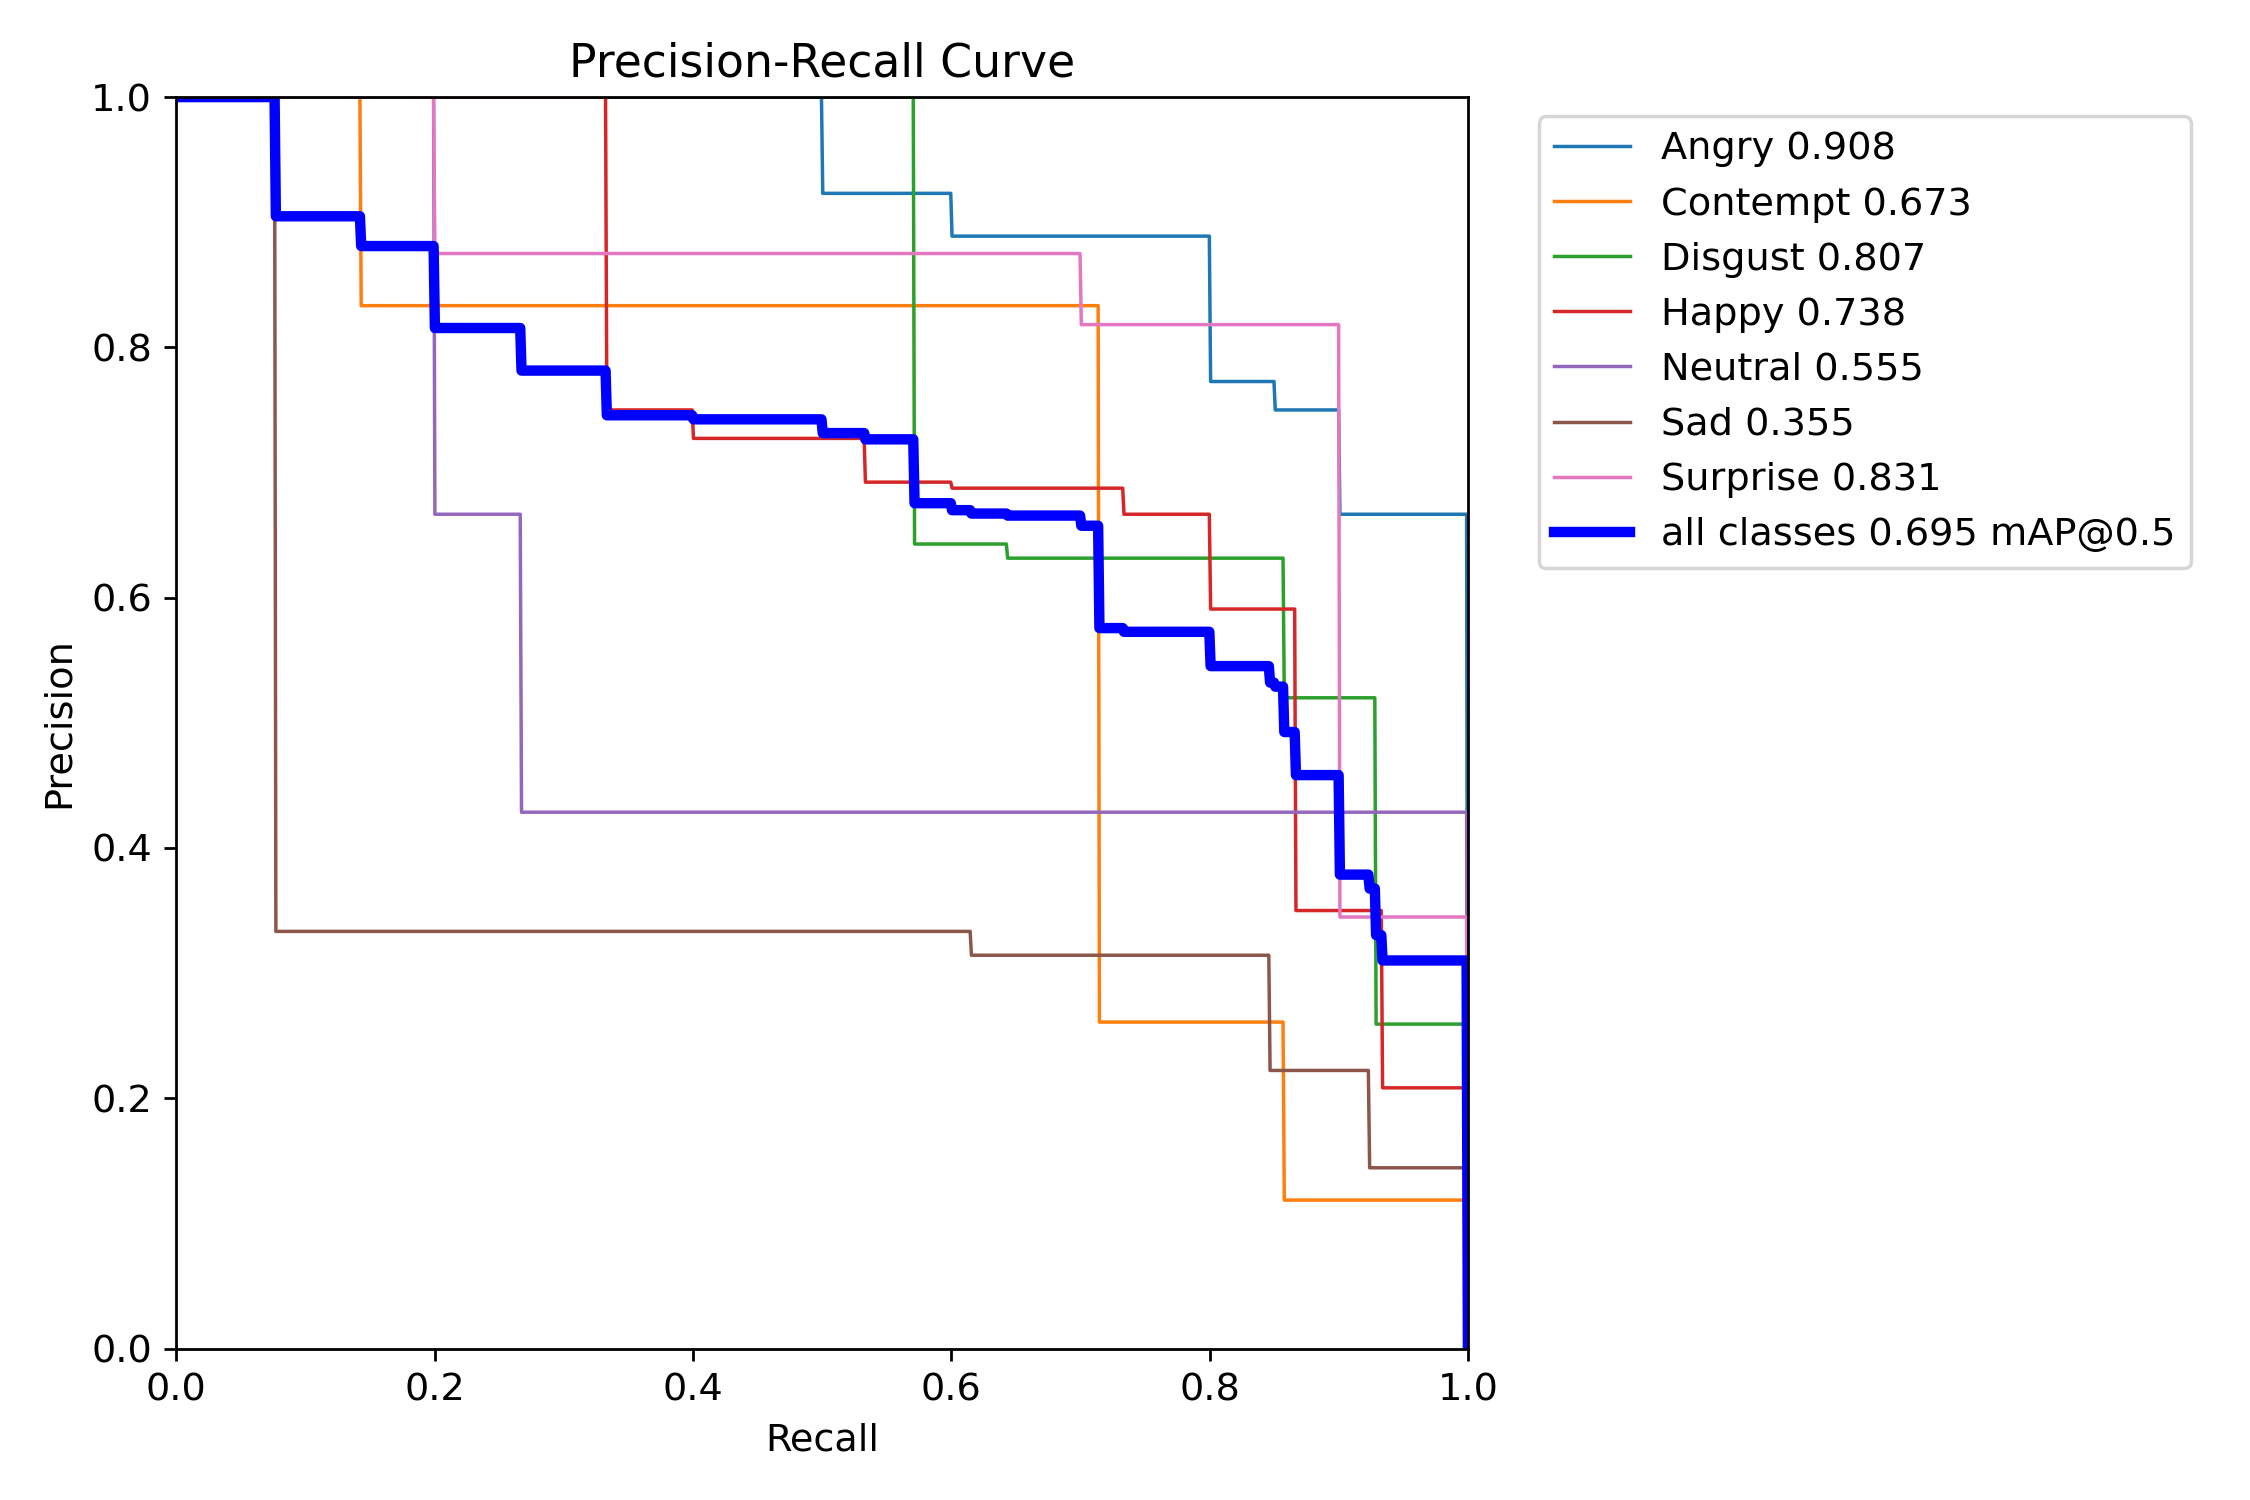 Precision-Recall Curve
1.0
0.8
0.6
0.4
0.2
0.0
Precision
0.0 0.2 0.4 0.6 0.8 1.0
Recall
Angry 0.908
Contempt 0.673
Disgust 0.807
Happy 0.738
Neutral 0.555
Sad 0.355
Surprise 0.831
all classes 0.695 mAP@0.5